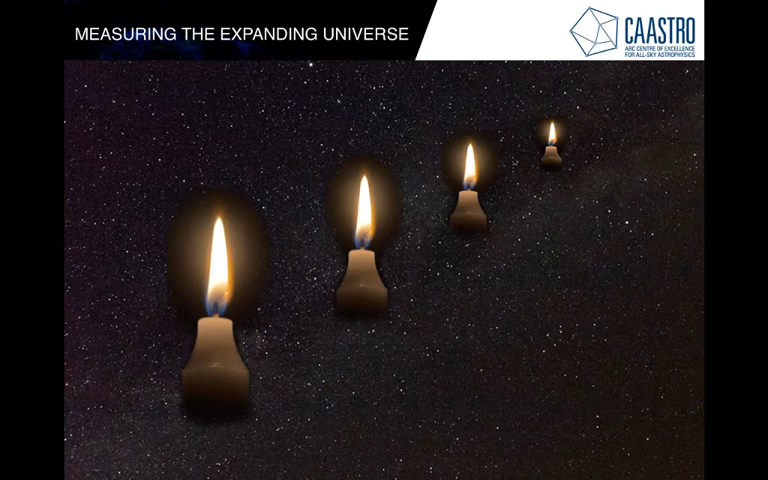 MEASURING THE EXPANDING UNIVERSE
CAASTRO
ARC CENTRE OF EXCELLENCE
FOR ALL-SKY ASTROPHYSICS